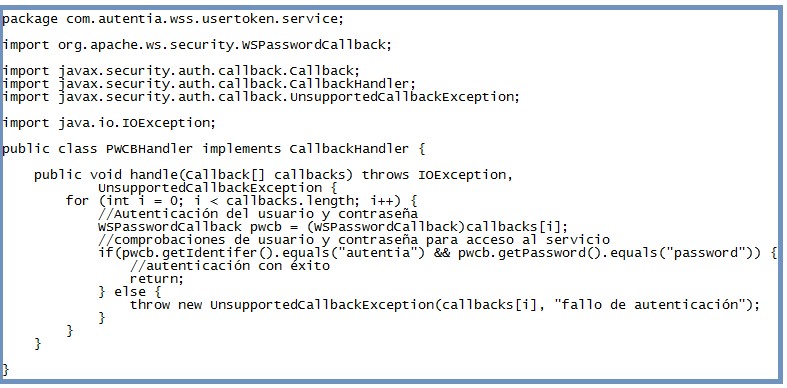 package com.autentia.wss.usertoken.service;

import org.apache.ws.security.WSPasswordCallback;

import javax.security.auth.callback.Callback;
import javax.security.auth.callback.CallbackHandler;
import javax.security.auth.callback.UnsupportedCallbackException;

import java.io.IOException;

public class PWCBHandler implements CallbackHandler {

    public void handle(Callback[] callbacks) throws IOException,
            UnsupportedCallbackException {
        for (int i = 0; i < callbacks.length; i++) {
            //Autenticación del usuario y contraseña
            WSPasswordCallback pwcb = (WSPasswordCallback)callbacks[i];
            //comprobaciones de usuario y contraseña para acceso al servicio
            if(pwcb.getIdentifer().equals("autentia") && pwcb.getPassword().equals("password")) {
                //autenticación con éxito
                return;
            } else {
                throw new UnsupportedCallbackException(callbacks[i], "fallo de autenticación");
            }
        }
    }

}